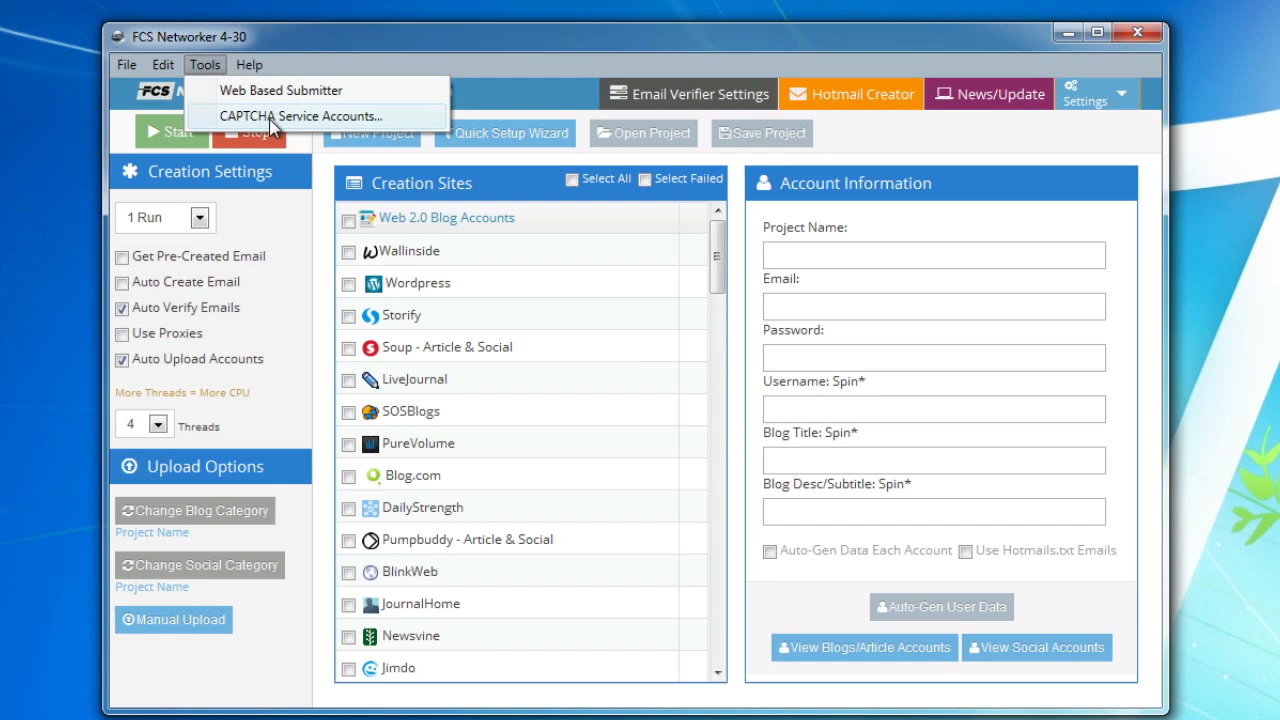 FCS Networker 4-30
File Edit Tools Help
Web Based Submitter
CAPTCHA Service Accounts...
FCS
Email Verifier Settings
Hotmail Creator
News/Update
Settings
Start
Stop
New Project
Quick Setup Wizard
Open Project
Save Project
Creation Settings
1 Run
Get Pre-Created Email
Auto Create Email
Auto Verify Emails
Use Proxies
Auto Upload Accounts
More Threads = More CPU
4 Threads
Upload Options
Change Blog Category
Project Name
Change Social Category
Project Name
Manual Upload
Creation Sites
Select All
Select Failed
Web 2.0 Blog Accounts
Wallinside
Wordpress
Storify
Soup - Article & Social
LiveJournal
SOSBlogs
PureVolume
Blog.com
DailyStrength
Pumpbuddy - Article & Social
BlinkWeb
JournalHome
Newsvine
Jimdo
Account Information
Project Name:
Email:
Password:
Username: Spin*
Blog Title: Spin*
Blog Desc/Subtitle: Spin*
Auto-Gen Data Each Account
Use Hotmails.txt Emails
Auto-Gen User Data
View Blogs/Article Accounts
View Social Accounts